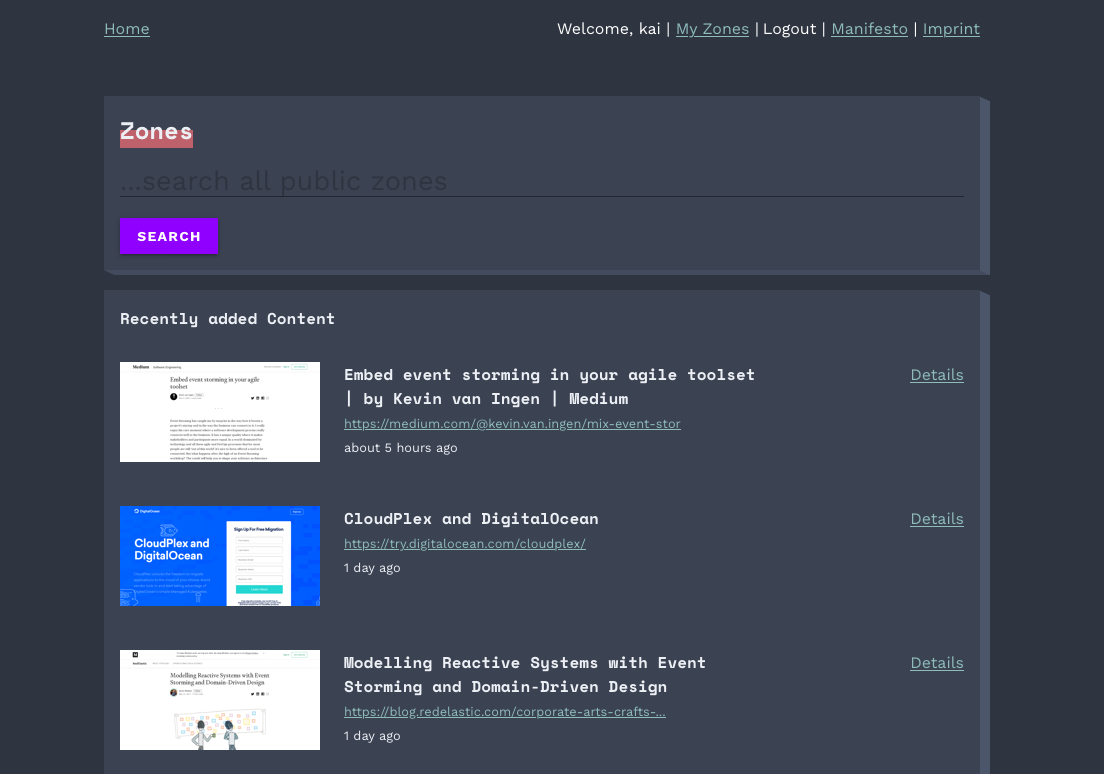 Home
Welcome, kai | My Zones | Logout | Manifesto | Imprint
Zones
...search all public zones
SEARCH
Recently added Content
Embed event storming in your agile toolset
Embed event storming in your agile toolset | by Kevin van Ingen | Medium
https://medium.com/@kevin.van.ingen/mix-event-stor
about 5 hours ago
Details
DigitalOcean
CloudPlex and
DigitalOcean
Sign Up For Free Migration
CloudPlex and DigitalOcean
https://try.digitalocean.com/cloudplex/
1 day ago
Details
Modelling Reactive Systems with Event
Storming and Domain-Driven Design
Modelling Reactive Systems with Event
Storming and Domain-Driven Design
https://blog.redelastic.com/corporate-arts-crafts-...
1 day ago
Details